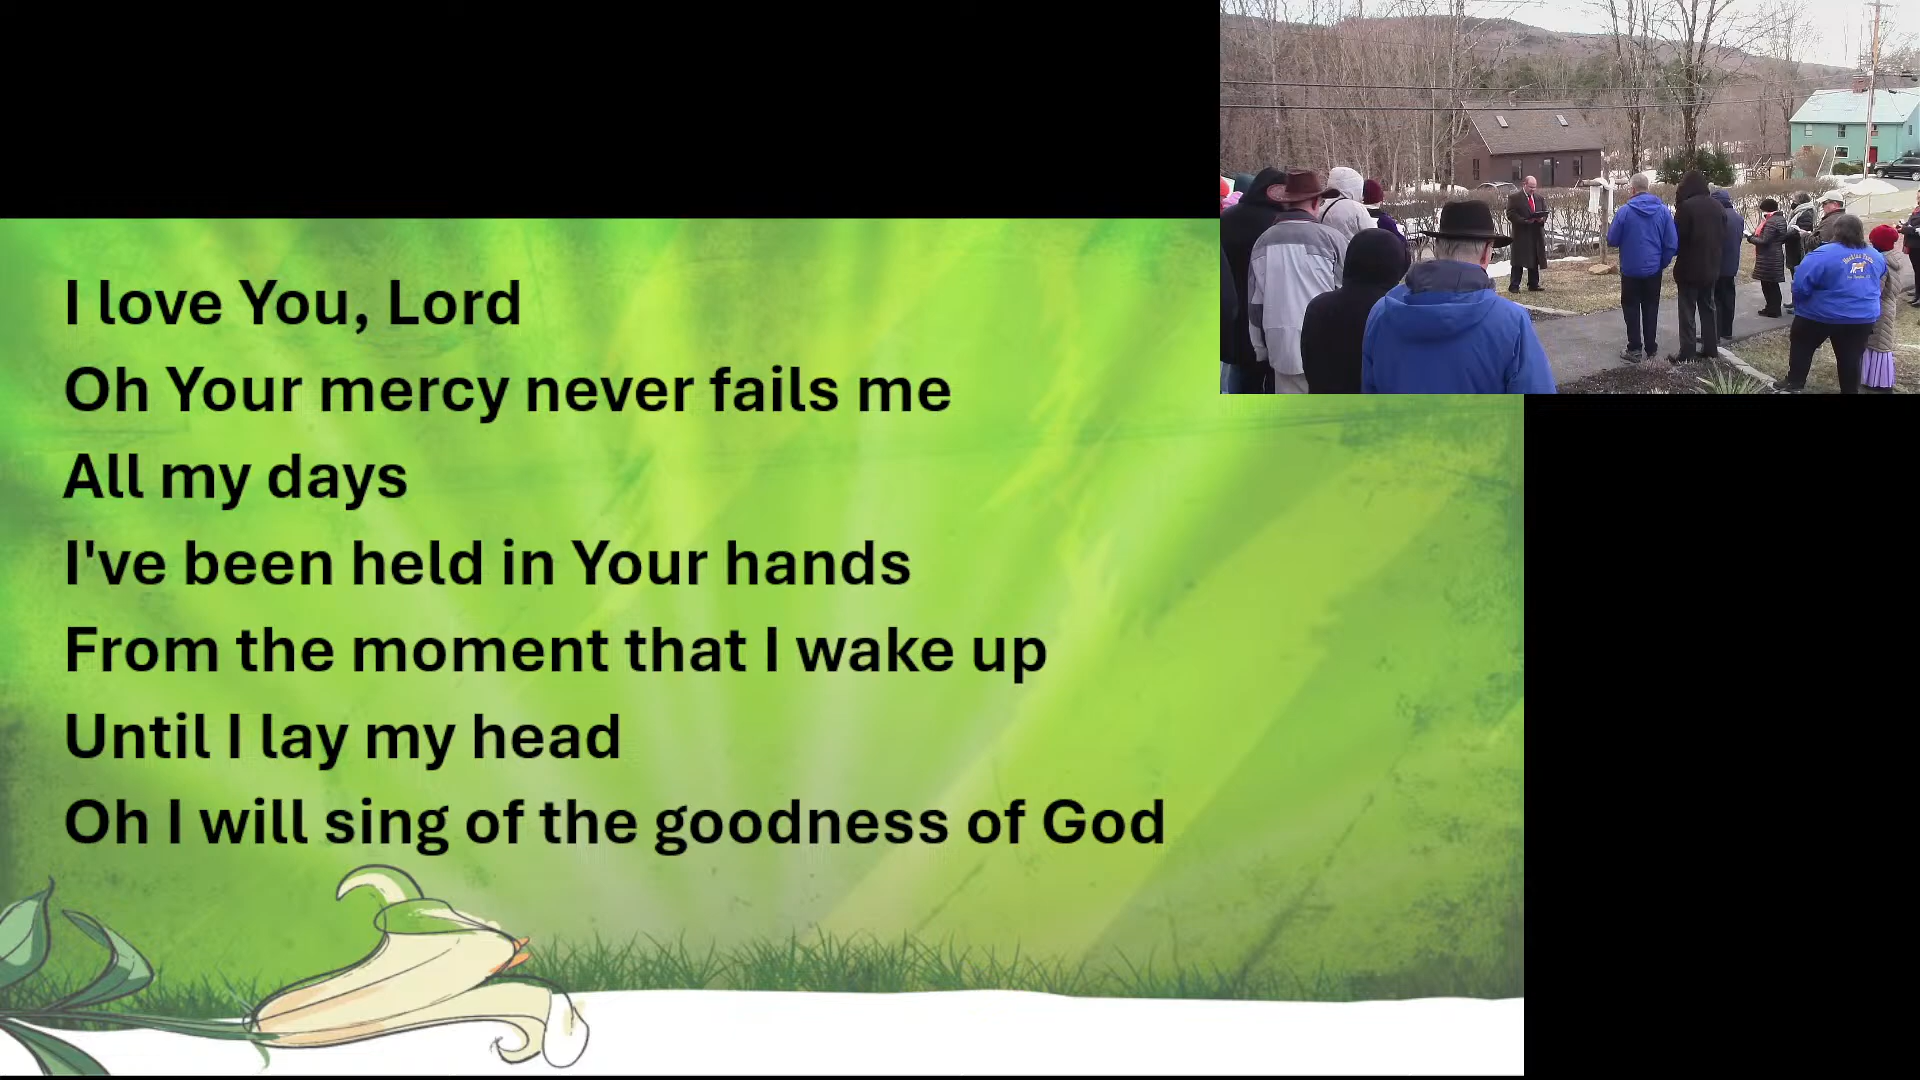 I love You, Lord
Oh Your mercy never fails me
All my days
I've been held in Your hands
From the moment that I wake up
Until I lay my head
Oh I will sing of the goodness of God